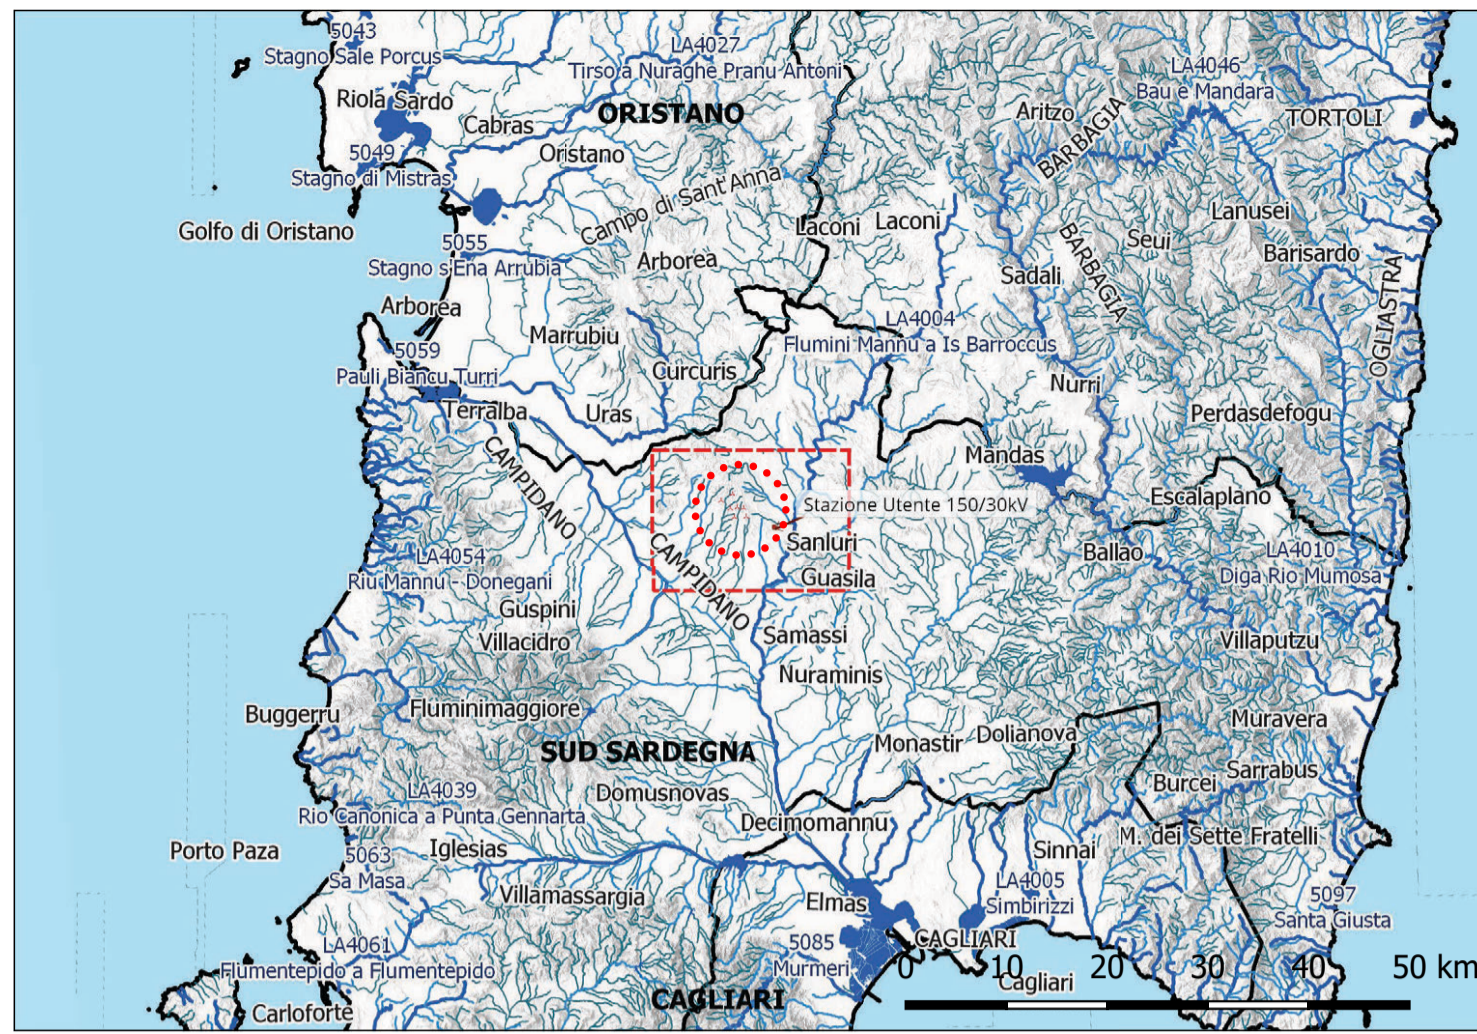 5043
Stagno Sale Porcus
LA4027
Tirso a Nuraghe Pranu Antoni
LA4046
Bau e Mandara
Riola Sardo
ORISTANO
Aritzo
BARBAGIA
TORTOLI
Cabras
5049
Stagno di Mistras
Oristano
Campo di Sant'Anna
Golfo di Oristano
Laconi
Laconi
Lanusei
BARBAGIA
Seui
Barisardo
5055
Stagno s'Ena Arrubia
Arborea
Sadali
Arborea
OGLIASTRA
Marrubiu
LA4004
Flumini Mannu a Is Barroccus
5059
Pauli Biancu Turri
Curcuris
Nurri
Terralba
Uras
Perdasdefogu
CAMPIDANO
Mandas
Escalaplano
Stazione Utente 150/30kV
CAMPIDANO
Sanluri
Ballao
LA4010
Diga Rio Mumosa
LA4054
Riu Mannu - Donegani
Guasila
Guspini
Villacidro
Samassi
Villaputzu
Nuraminis
Buggerru
Fluminimaggiore
Muravera
SUD SARDEGNA
Monastir
Dolianova
Burcei
Sarrabus
LA4039
Rio Canonica a Punta Gennarta
Domusnovas
Decimomannu
M. dei Sette Fratelli
Porto Paza
5063
Sa Masa
Iglesias
Sinnai
Villamassargia
Elmas
LA4005
Simbirizzi
5097
Santa Giusta
LA4061
Flumentepido a Flumentepido
5085
Murmeri
CAGLIARI
0 10 20 30 40 50 km
Cagliari
Carloforte
CAGLIARI